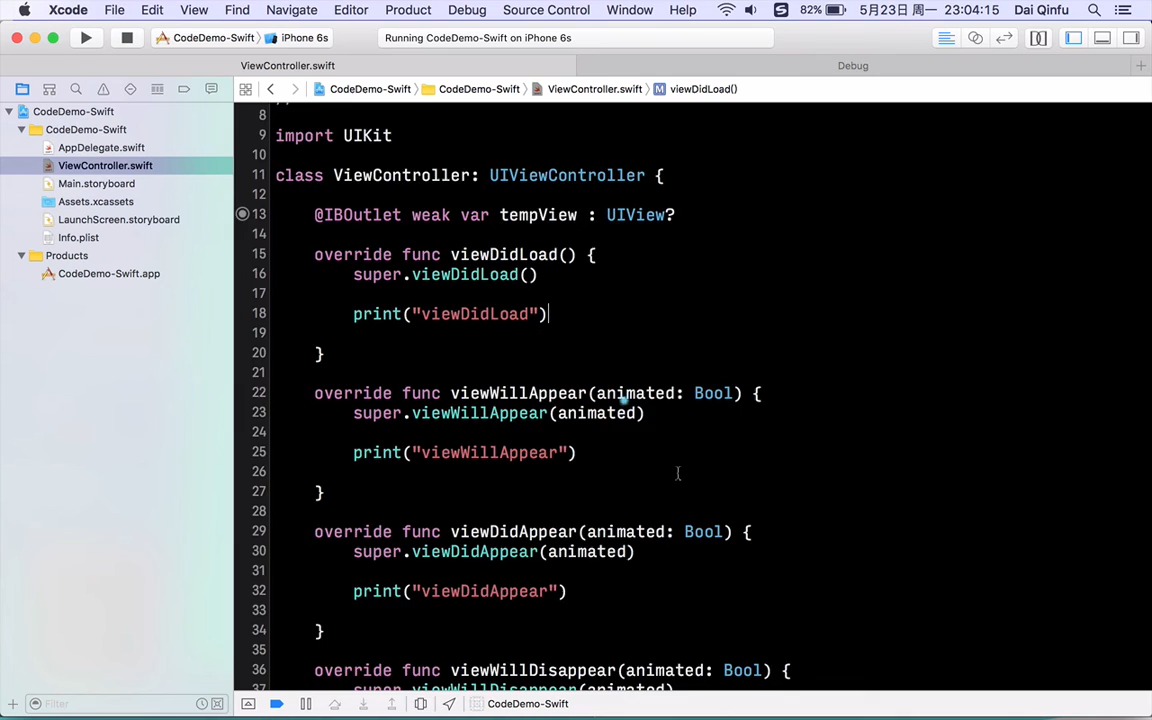 Xcode File Edit View Find Navigate Editor Product Debug Source Control Window Help 82% 5月23日 周一 23:04:15 Dai Qinfu
CodeDemo-Swift iPhone 6s Running CodeDemo-Swift on iPhone 6s
ViewController.swift Debug
CodeDemo-Swift CodeDemo-Swift ViewController.swift M viewDidLoad()
CodeDemo-Swift
CodeDemo-Swift
AppDelegate.swift
ViewController.swift
Main.storyboard
Assets.xcassets
LaunchScreen.storyboard
Info.plist
Products
CodeDemo-Swift.app
Filter
8
9 import UIKit
10
11 class ViewController: UIViewController {
12
13 @IBOutlet weak var tempView : UIView?
14
15 override func viewDidLoad() {
16 super.viewDidLoad()
17
18 print("viewDidLoad")
19
20 }
21
22 override func viewWillAppear(animated: Bool) {
23 super.viewWillAppear(animated)
24
25 print("viewWillAppear")
26
27 }
28
29 override func viewDidAppear(animated: Bool) {
30 super.viewDidAppear(animated)
31
32 print("viewDidAppear")
33
34 }
35
36 override func viewWillDisappear(animated: Bool) {
37 super.viewWillDisappear(animated)
CodeDemo-Swift